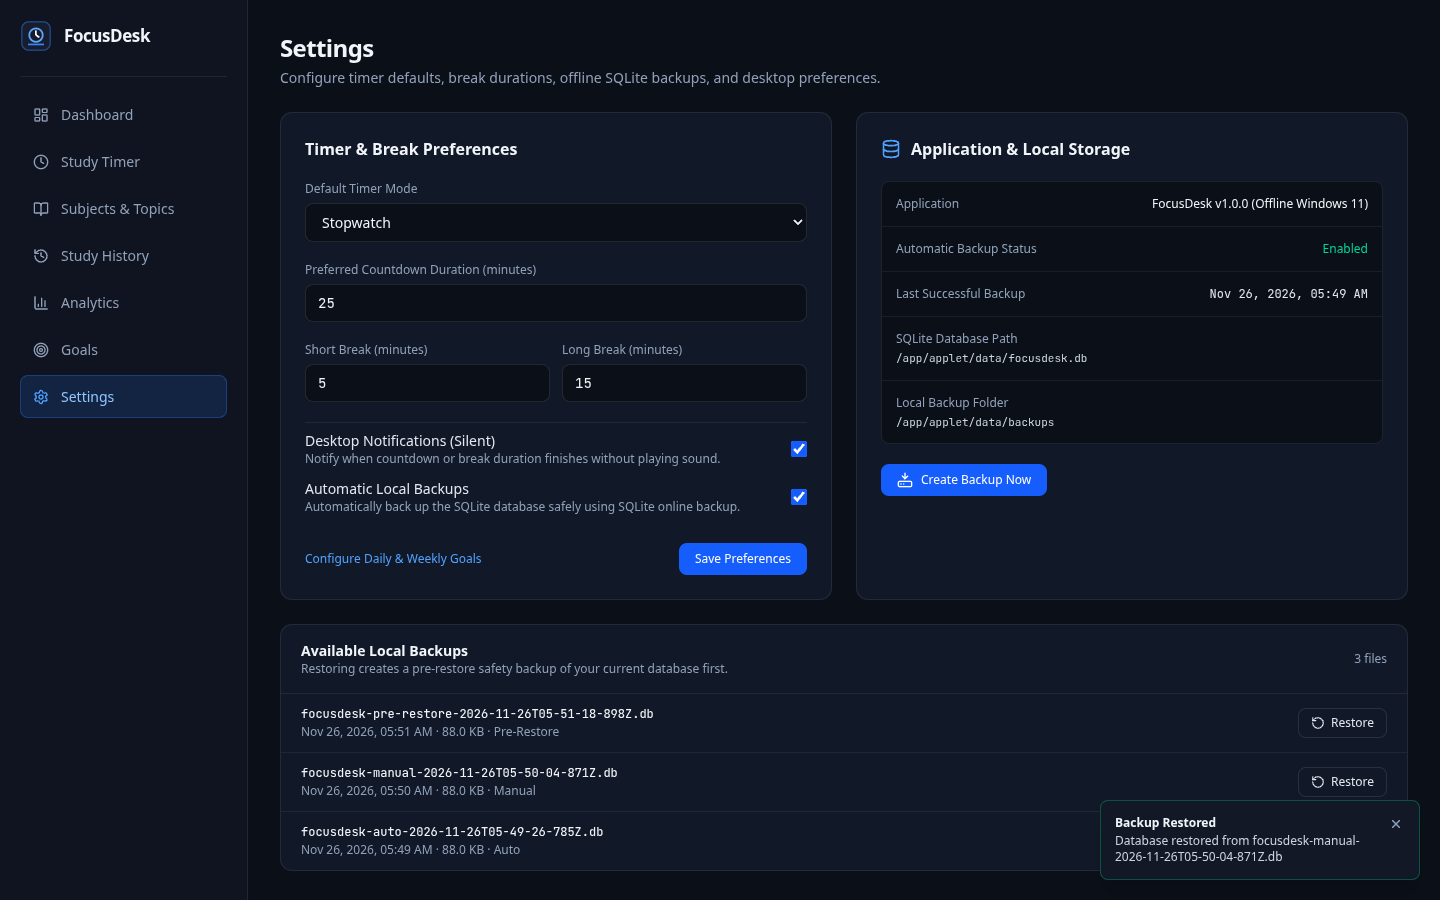 FocusDesk
Dashboard
Study Timer
Subjects & Topics
Study History
Analytics
Goals
Settings
Settings
Configure timer defaults, break durations, offline SQLite backups, and desktop preferences.
Timer & Break Preferences
Default Timer Mode
Stopwatch
Preferred Countdown Duration (minutes)
25
Short Break (minutes)
Long Break (minutes)
5
15
Desktop Notifications (Silent)
Notify when countdown or break duration finishes without playing sound.
Automatic Local Backups
Automatically back up the SQLite database safely using SQLite online backup.
Configure Daily & Weekly Goals
Save Preferences
Application & Local Storage
Application
FocusDesk v1.0.0 (Offline Windows 11)
Automatic Backup Status
Enabled
Last Successful Backup
Nov 26, 2026, 05:49 AM
SQLite Database Path
/app/applet/data/focusdesk.db
Local Backup Folder
/app/applet/data/backups
Create Backup Now
Available Local Backups
Restoring creates a pre-restore safety backup of your current database first.
3 files
focusdesk-pre-restore-2026-11-26T05-51-18-898Z.db
Nov 26, 2026, 05:51 AM · 88.0 KB · Pre-Restore
Restore
focusdesk-manual-2026-11-26T05-50-04-871Z.db
Nov 26, 2026, 05:50 AM · 88.0 KB · Manual
Restore
focusdesk-auto-2026-11-26T05-49-26-785Z.db
Nov 26, 2026, 05:49 AM · 88.0 KB · Auto
Backup Restored
Database restored from focusdesk-manual-
2026-11-26T05-50-04-871Z.db